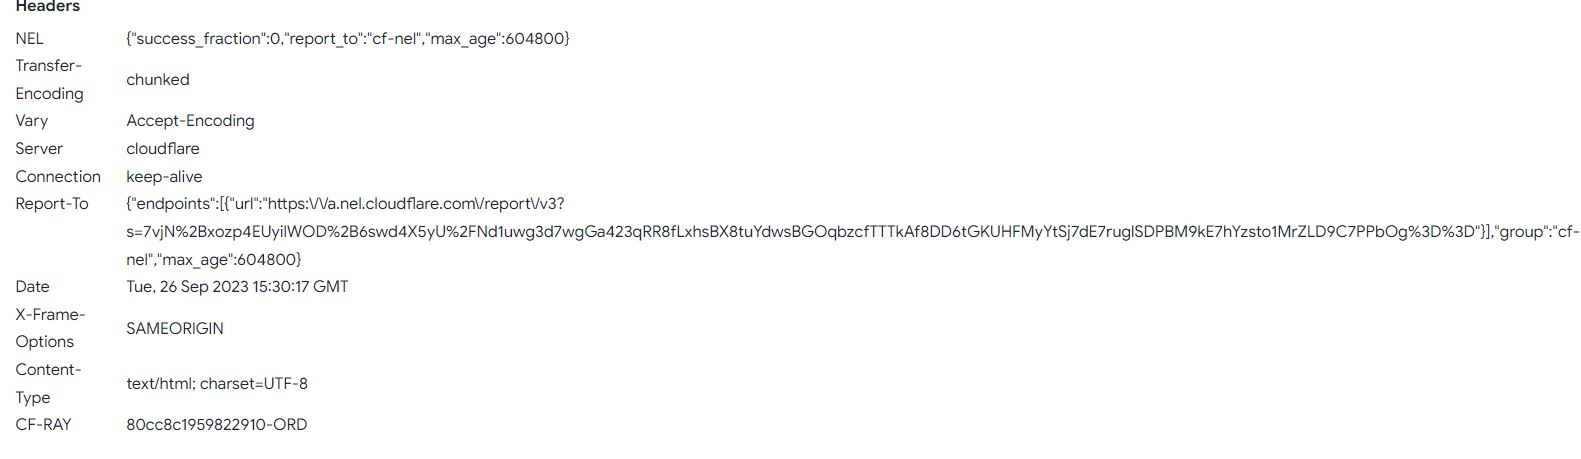 Headers
NEL {"success_fraction":0,"report_to":"cf-nel","max_age":604800}
Transfer-
Encoding chunked
Vary Accept-Encoding
Server cloudflare
Connection keep-alive
Report-To {"endpoints":[{"url":"https:\/\/a.nel.cloudflare.com\/report\/v3?
s=7vjN%2Bxozp4EUyilWOD%2B6swd4X5yU%2FNd1uwg3d7wgGa423qRR8fLxhsBX8tuYdwsBGOqbzcfTTTkAf8DD6tGKUHFMyYtSj7dE7ruglSDPBM9kE7hYzsto1MrZLD9C7PPbOg%3D%3D"}],"group":"cf-
nel","max_age":604800}
Date Tue, 26 Sep 2023 15:30:17 GMT
X-Frame-
Options SAMEORIGIN
Content-
Type text/html; charset=UTF-8
CF-RAY 80cc8c1959822910-ORD